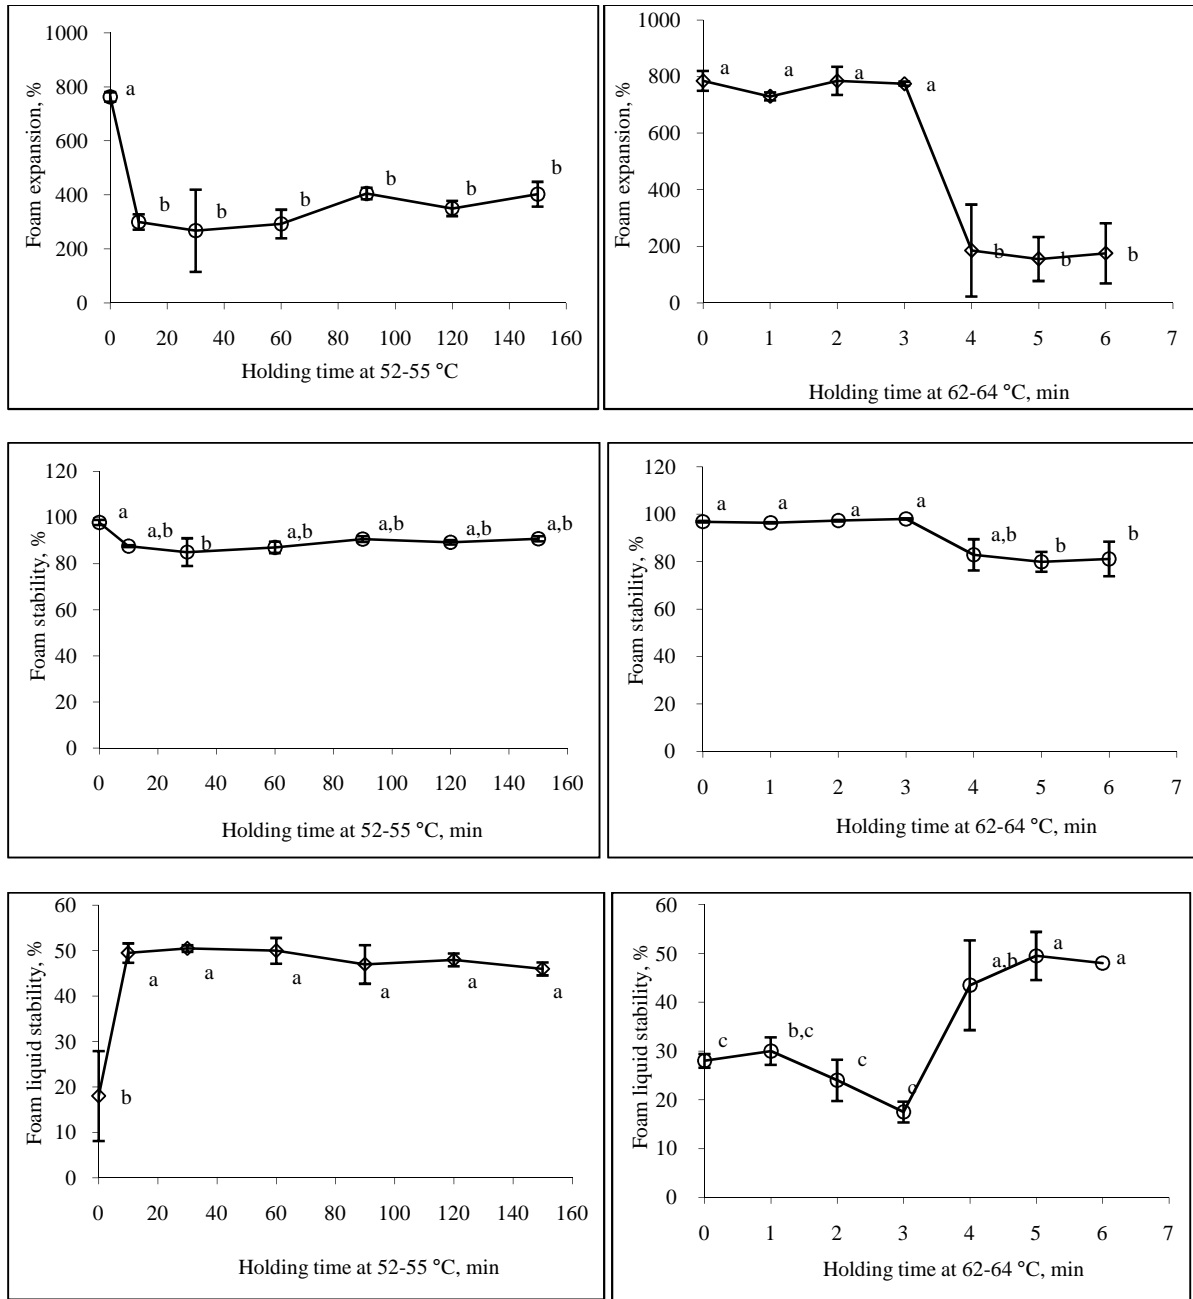 Foam expansion, %
1000
800
600
400
200
0
a
b
b
b
b
b
b
0 20 40 60 80 100 120 140 160
Holding time at 52-55 °C
Foam expansion, %
1000
800
600
400
200
0
a
a
a
a
b
b
b
0 1 2 3 4 5 6 7
Holding time at 62-64 °C, min
Foam stability, %
120
100
80
60
40
20
0
a
a,b
b
a,b
a,b
a,b
a,b
0 20 40 60 80 100 120 140 160
Holding time at 52-55 °C, min
Foam stability, %
120
100
80
60
40
20
0
a
a
a
a
a,b
b
b
0 1 2 3 4 5 6 7
Holding time at 62-64 °C, min
Foam liquid stability, %
60
50
40
30
20
10
0
b
a
a
a
a
a
a
0 20 40 60 80 100 120 140 160
Holding time at 52-55 °C, min
Foam liquid stability, %
60
50
40
30
20
10
0
c
b,c
c
c
a,b
a
a
0 1 2 3 4 5 6 7
Holding time at 62-64 °C, min